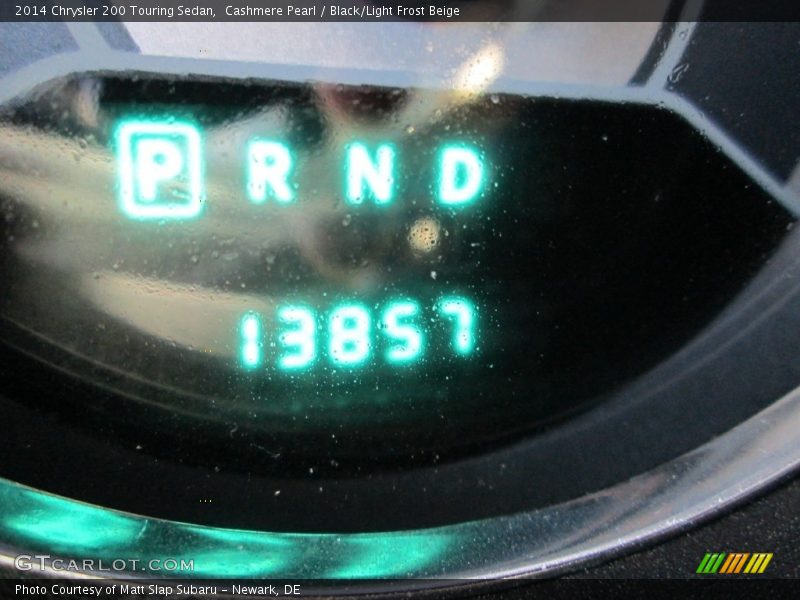 2014 Chrysler 200 Touring Sedan,  Cashmere Pearl / Black/Light Frost Beige
P R N D
13857
GTCARLOT.COM
Photo Courtesy of Matt Slap Subaru – Newark, DE